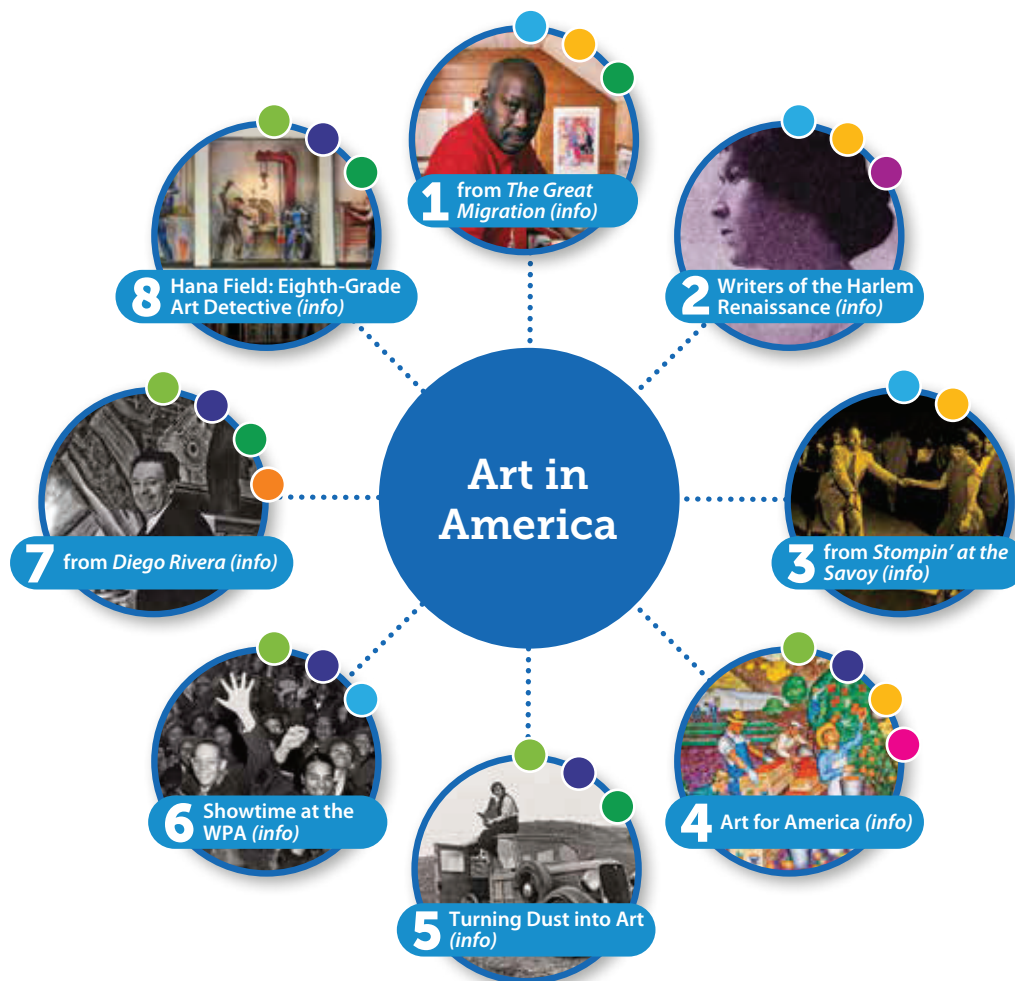 Art in
America
1 from The Great
Migration (info)
2 Writers of the Harlem
Renaissance (info)
3 from Stompin’ at the
Savoy (info)
4 Art for America (info)
5 Turning Dust into Art
(info)
6 Showtime at the
WPA (info)
7 from Diego Rivera (info)
8 Hana Field: Eighth-Grade
Art Detective (info)